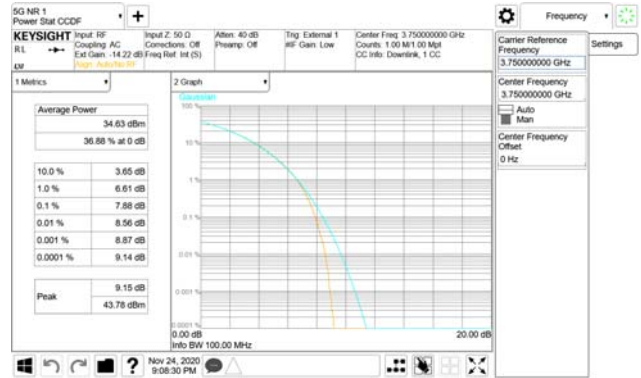 5G NR 1
Power Stat CCDF
Frequency
KEYSIGHT
RL
Input: RF
Coupling: AC
Ext Gain: -14.22 dB
Align: Auto/No RF
Input Z: 50 Ω
Corrections: Off
Freq Ref: Int (S)
Atten: 40 dB
Preamp: Off
Trig: External 1
#IF Gain: Low
Center Freq: 3.750000000 GHz
Counts: 1.00 M/1.00 Mpt
CC Info: Downlink, 1 CC
Carrier Reference
Frequency
3.750000000 GHz
Settings
Center Frequency
3.750000000 GHz
Auto
Man
Center Frequency
Offset
0 Hz
1 Metrics
Average Power
34.63 dBm
36.88 % at 0 dB
10.0 % 3.65 dB
1.0 % 6.61 dB
0.1 % 7.88 dB
0.01 % 8.56 dB
0.001 % 8.87 dB
0.0001 % 9.14 dB
Peak
9.15 dB
43.78 dBm
2 Graph
Gaussian
100 %
10 %
1 %
0.1 %
0.01 %
0.001 %
0.0001 %
0.00 dB
20.00 dB
Info BW 100.00 MHz
Nov 24, 2020
9:08:30 PM